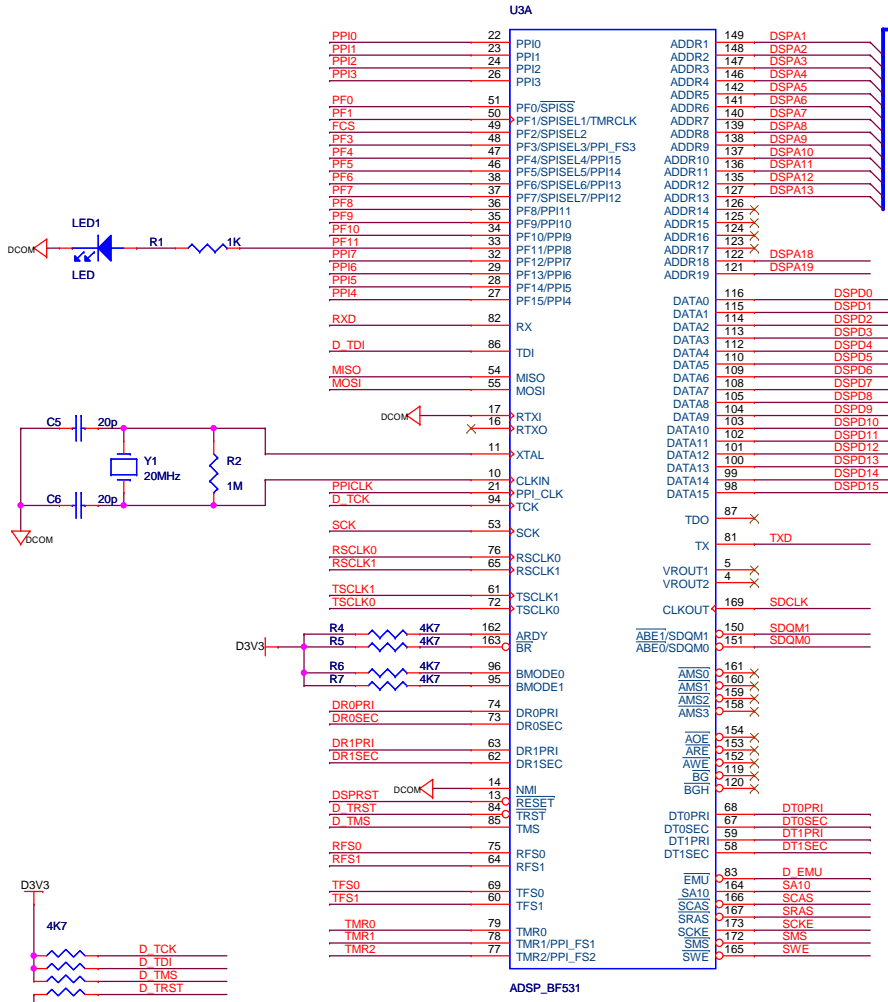 U3A
PPI0 22 PPI0 ADDR1 149 DSPA1
PPI1 23 PPI1 ADDR2 148 DSPA2
PPI2 24 PPI2 ADDR3 147 DSPA3
PPI3 26 PPI3 ADDR4 146 DSPA4
ADDR5 142 DSPA5
PF0 51 PF0/SPISS ADDR6 141 DSPA6
PF1 50 PF1/SPISEL1/TMRCLK ADDR7 140 DSPA7
FCS 49 PF2/SPISEL2 ADDR8 139 DSPA8
PF3 48 PF3/SPISEL3/PPI_FS3 ADDR9 138 DSPA9
PF4 47 PF4/SPISEL4/PPI15 ADDR10 137 DSPA10
PF5 46 PF5/SPISEL5/PPI14 ADDR11 136 DSPA11
PF6 38 PF6/SPISEL6/PPI13 ADDR12 135 DSPA12
PF7 37 PF7/SPISEL7/PPI12 ADDR13 127 DSPA13
PF8 36 PF8/PPI11 ADDR14 126
PF9 35 PF9/PPI10 ADDR15 125
PF10 34 PF10/PPI9 ADDR16 124
LED1 R1 1K PF11 33 PF11/PPI8 ADDR17 123
DCOM
LED
PPI7 32 PF12/PPI7 ADDR18 122 DSPA18
PPI6 29 PF13/PPI6 ADDR19 121 DSPA19
PPI5 28 PF14/PPI5
PPI4 27 PF15/PPI4 DATA0 116 DSPD0
DATA1 115 DSPD1
RXD 82 RX DATA2 114 DSPD2
DATA3 113 DSPD3
D_TDI 86 TDI DATA4 112 DSPD4
DATA5 110 DSPD5
MISO 54 MISO DATA6 109 DSPD6
MOSI 55 MOSI DATA7 108 DSPD7
DATA8 105 DSPD8
DCOM 17 RTXI DATA9 104 DSPD9
16 RTXO DATA10 103 DSPD10
C5 20p
DATA11 102 DSPD11
11 XTAL DATA12 101 DSPD12
Y1 R2
20MHz 1M
DATA13 100 DSPD13
10 CLKIN DATA14 99 DSPD14
PPICLK 21 PPI_CLK DATA15 98 DSPD15
C6 20p
D_TCK 94 TCK
DCOM
TDO 87
SCK 53 SCK
TX 81 TXD
RSCLK0 76 RSCLK0
RSCLK1 65 RSCLK1 VROUT1 5
VROUT2 4
TSCLK1 61 TSCLK1
TSCLK0 72 TSCLK0 CLKOUT 169 SDCLK
R4 4K7 162 ARDY ABE1/SDQM1 150 SDQM1
D3V3 R5 4K7 163 BR ABE0/SDQM0 151 SDQM0
R6 4K7 96 BMODE0 AMS0 161
R7 4K7 95 BMODE1 AMS1 160
AMS2 159
DR0PRI 74 DR0PRI AMS3 158
DR0SEC 73 DR0SEC
AOE 154
DR1PRI 63 DR1PRI ARE 153
DR1SEC 62 DR1SEC AWE 152
BG 119
DCOM 14 NMI BGH 120
DSPRST 13 RESET
D_TRST 84 TRST DT0PRI 68 DT0PRI
D_TMS 85 TMS DT0SEC 67 DT0SEC
DT1PRI 59 DT1PRI
RFS0 75 RFS0 DT1SEC 58 DT1SEC
RFS1 64 RFS1
EMU 83 D_EMU
TFS0 69 TFS0 SA10 164 SA10
TFS1 60 TFS1 SCAS 166 SCAS
SRAS 167 SRAS
TMR0 79 TMR0 SCKE 173 SCKE
TMR1 78 TMR1/PPI_FS1 SMS 172 SMS
TMR2 77 TMR2/PPI_FS2 SWE 165 SWE
ADSP_BF531
D3V3
4K7
D_TCK
D_TDI
D_TMS
D_TRST